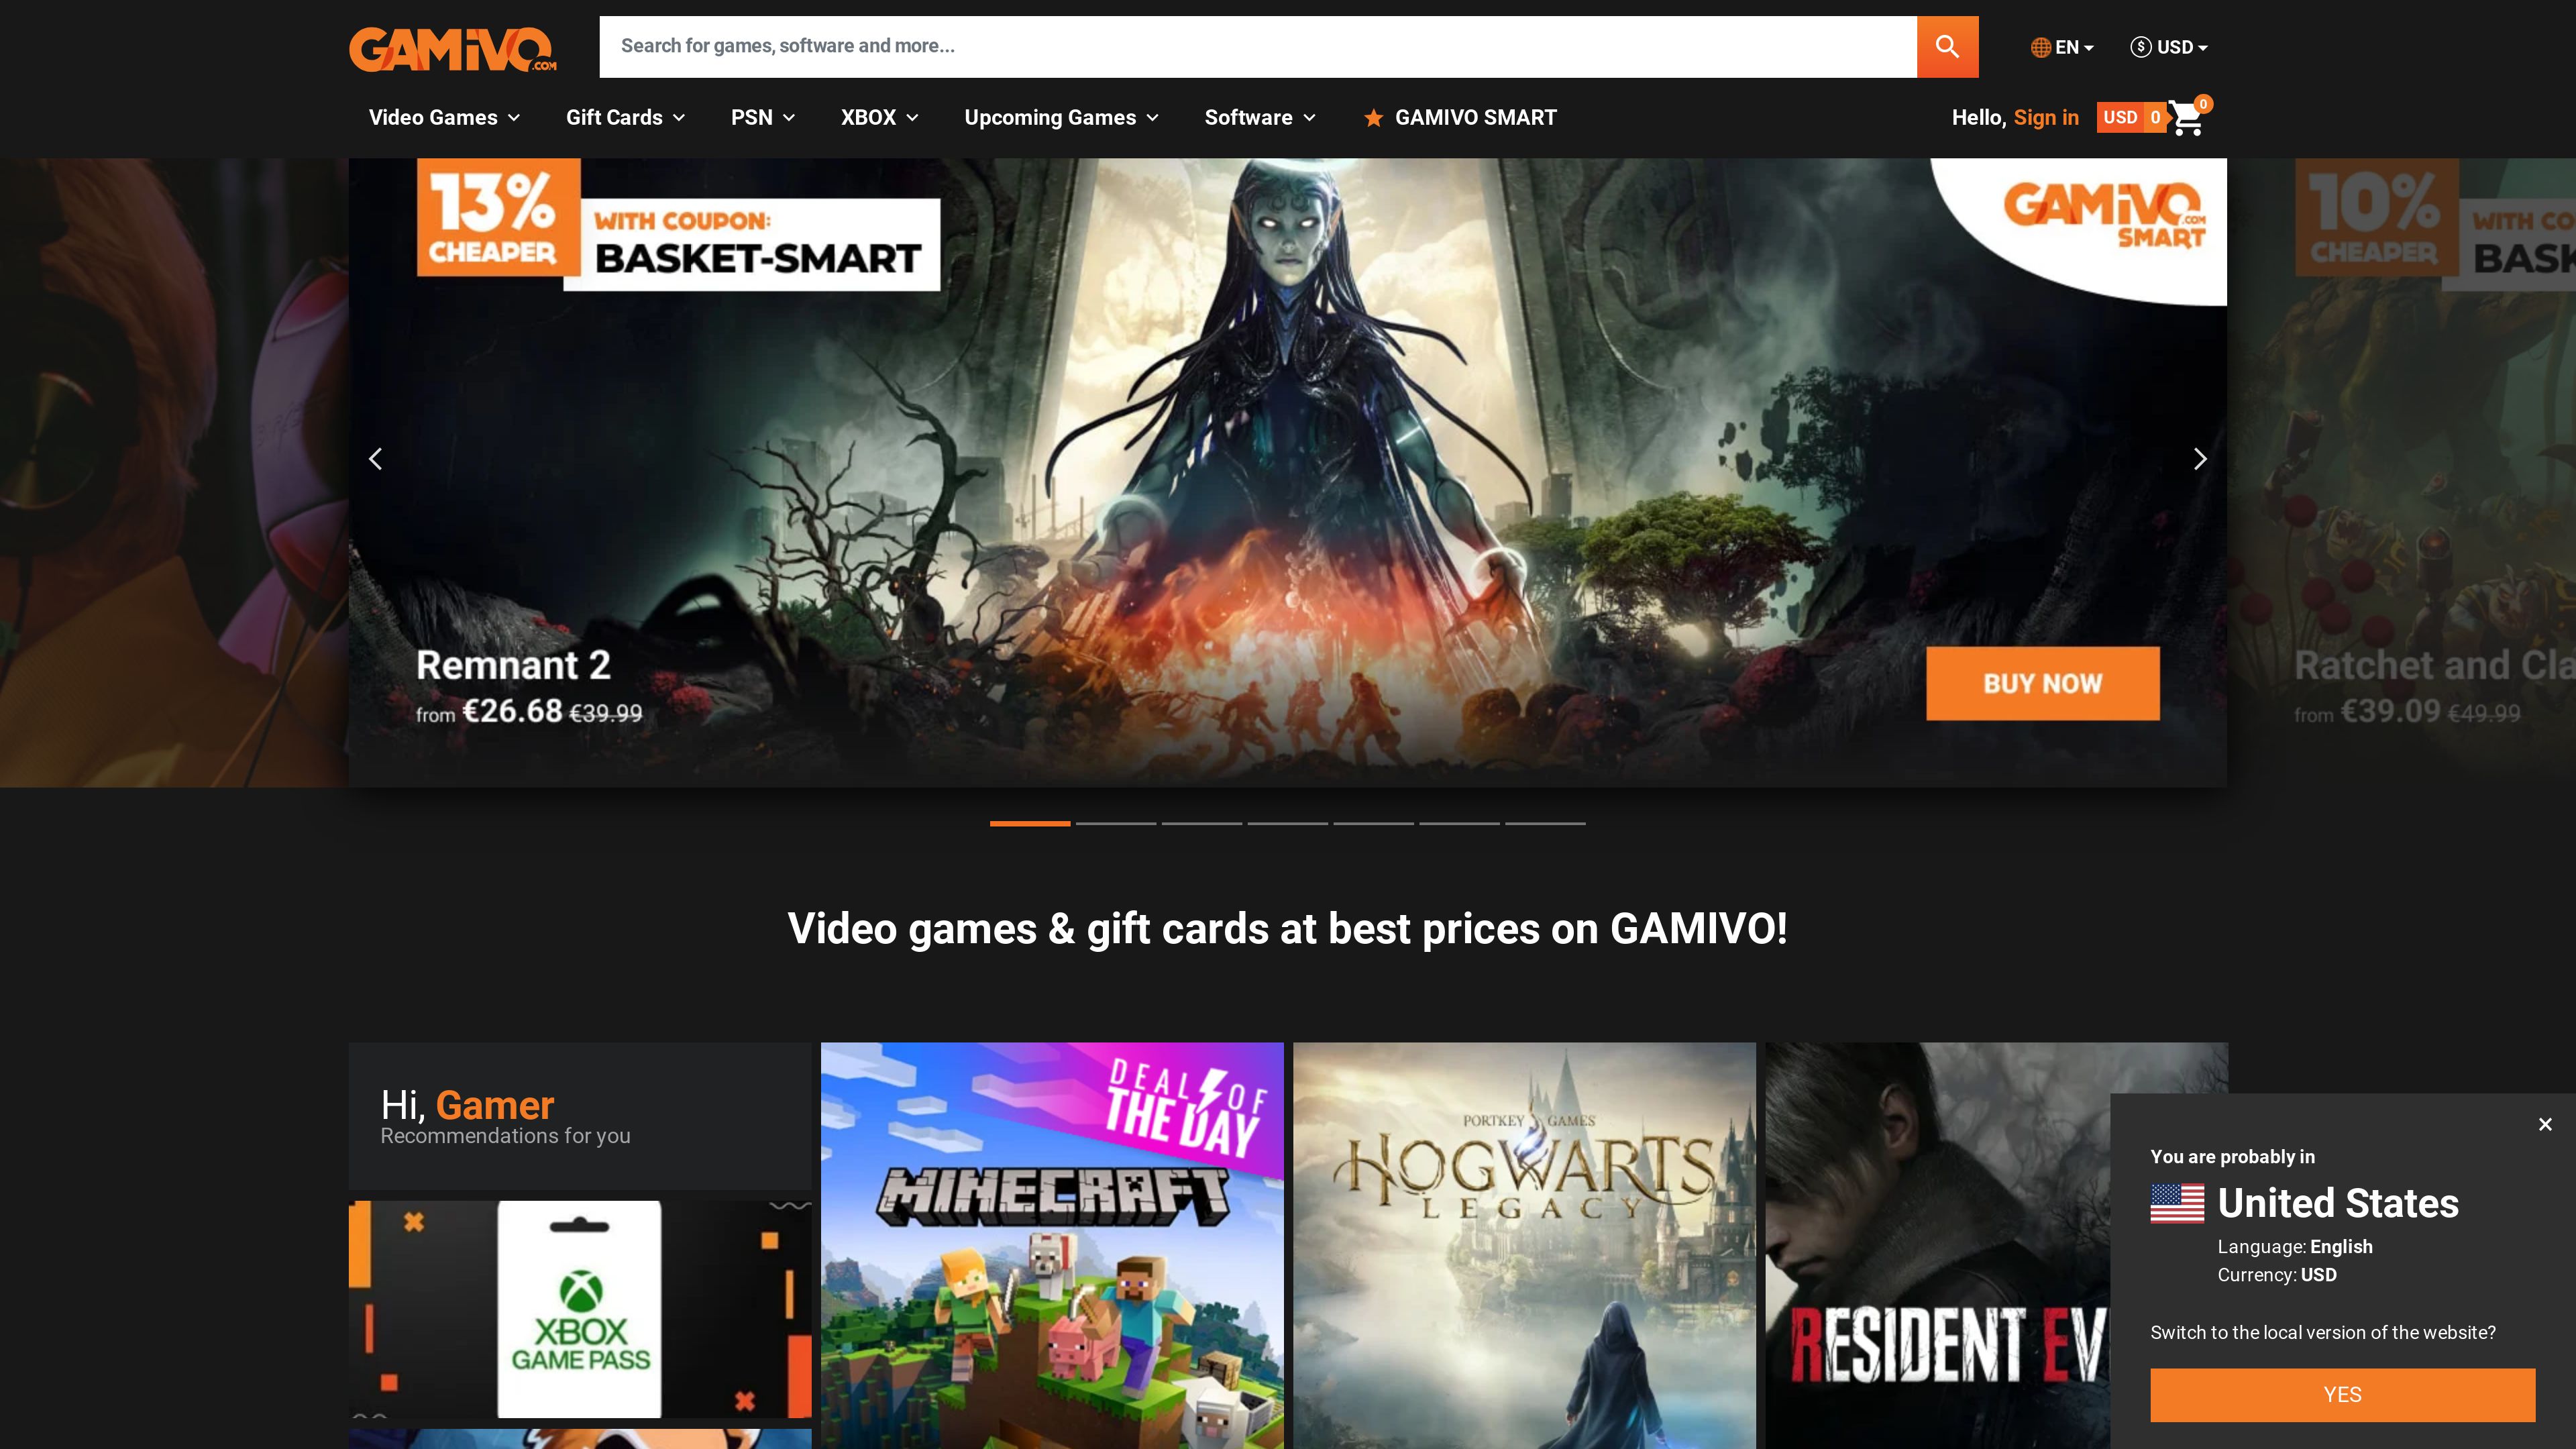 GAMIVO.COM
Search for games, software and more...
EN
$ USD
Video Games
Gift Cards
PSN
XBOX
Upcoming Games
Software
GAMIVO SMART
Hello, Sign in
USD 0
0
13%
CHEAPER
WITH COUPON:
BASKET-SMART
GAMIVO.COM
SMART
Remnant 2
from €26.68 €39.99
BUY NOW
10%
CHEAPER
WITH CO
BASK
Ratchet and Cla
from €39.09 €49.99
Video games & gift cards at best prices on GAMIVO!
Hi, Gamer
Recommendations for you
XBOX
GAME PASS
DEAL OF
THE DAY
MINECRAFT
PORTKEY GAMES
HOGWARTS
LEGACY
RESIDENT EV
You are probably in
United States
Language: English
Currency: USD
Switch to the local version of the website?
YES